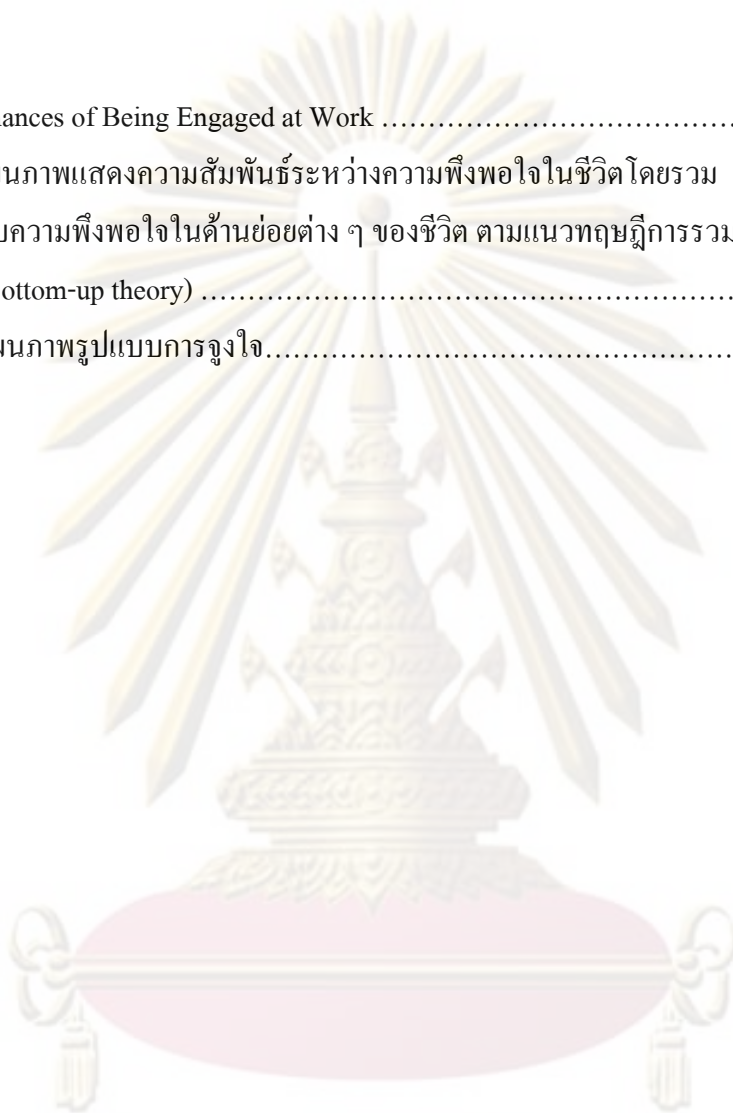 ances of Being Engaged at Work ……………………………………
นภาพแสดงความสัมพันธ์ระหว่างความพึงพอใจในชีวิตโดยรวม
บความพึงพอใจในด้านย่อยต่าง ๆ ของชีวิต ตามแนวทฤษฎีการรวม
ottom-up theory) ……………………………………………………
นภาพรูปแบบการจูงใจ……………………………………………